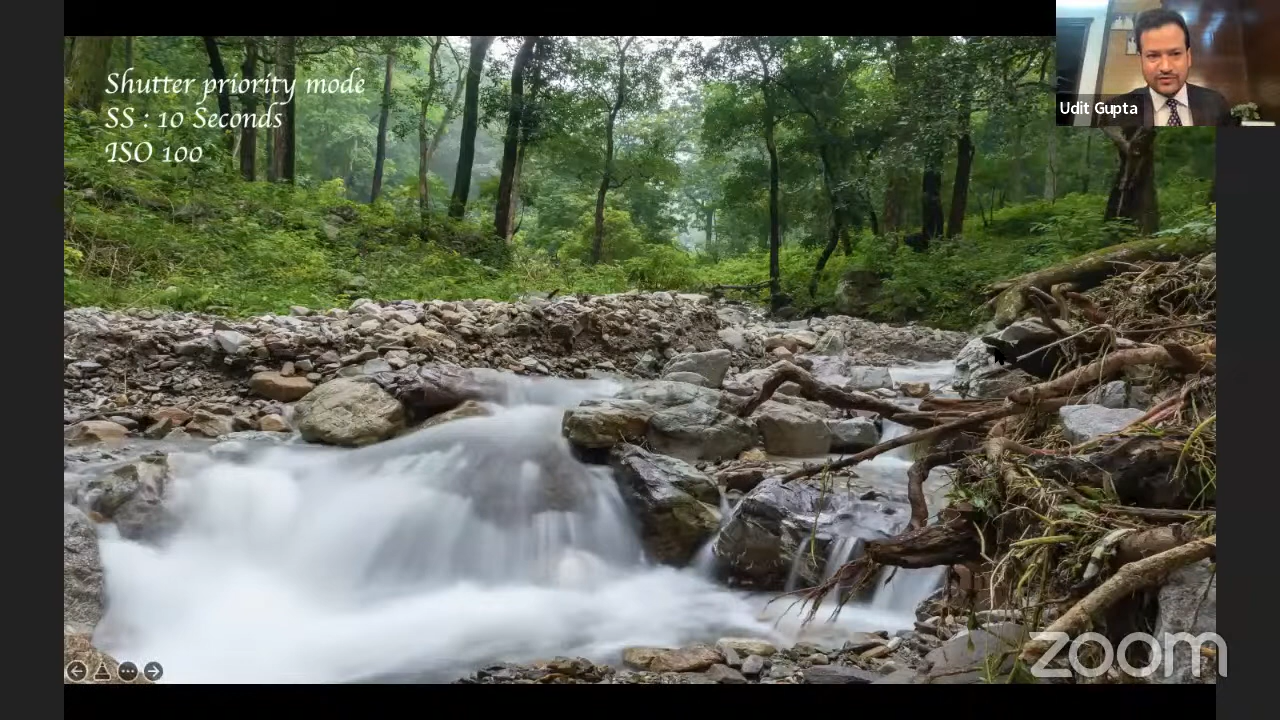 Shutter priority mode
SS : 10 Seconds
ISO 100
Udit Gupta
zoom